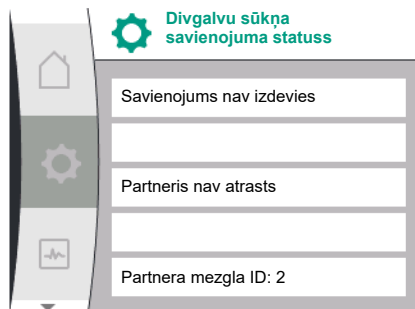 Divgalvu sūkņa
savienojuma statuss
Savienojums nav izdevies
Partneris nav atrasts
Partnera mezgla ID: 2